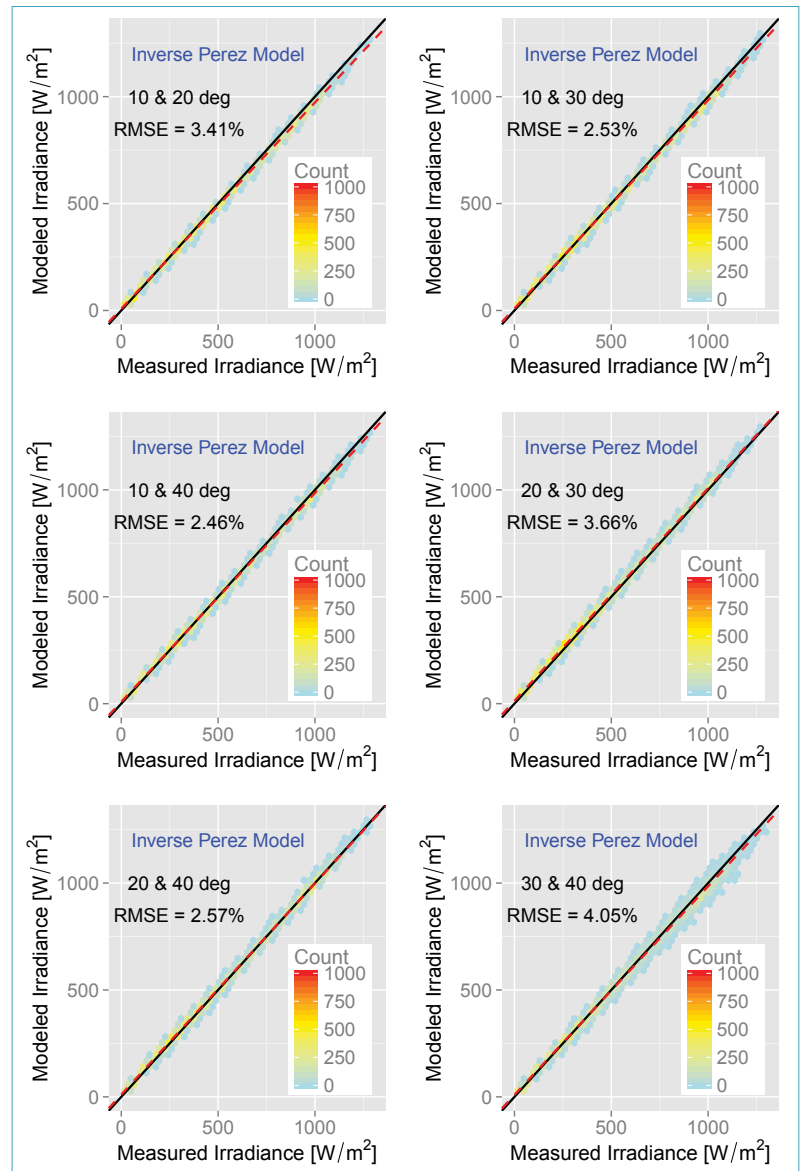 Inverse Perez Model
10 & 20 deg
RMSE = 3.41%
Count
1000
750
500
250
0
Modeled Irradiance [W/m²]
1000
500
0
0 500 1000
Measured Irradiance [W/m²]
Inverse Perez Model
10 & 30 deg
RMSE = 2.53%
Count
1000
750
500
250
0
Modeled Irradiance [W/m²]
1000
500
0
0 500 1000
Measured Irradiance [W/m²]
Inverse Perez Model
10 & 40 deg
RMSE = 2.46%
Count
1000
750
500
250
0
Modeled Irradiance [W/m²]
1000
500
0
0 500 1000
Measured Irradiance [W/m²]
Inverse Perez Model
20 & 30 deg
RMSE = 3.66%
Count
1000
750
500
250
0
Modeled Irradiance [W/m²]
1000
500
0
0 500 1000
Measured Irradiance [W/m²]
Inverse Perez Model
20 & 40 deg
RMSE = 2.57%
Count
1000
750
500
250
0
Modeled Irradiance [W/m²]
1000
500
0
0 500 1000
Measured Irradiance [W/m²]
Inverse Perez Model
30 & 40 deg
RMSE = 4.05%
Count
1000
750
500
250
0
Modeled Irradiance [W/m²]
1000
500
0
0 500 1000
Measured Irradiance [W/m²]